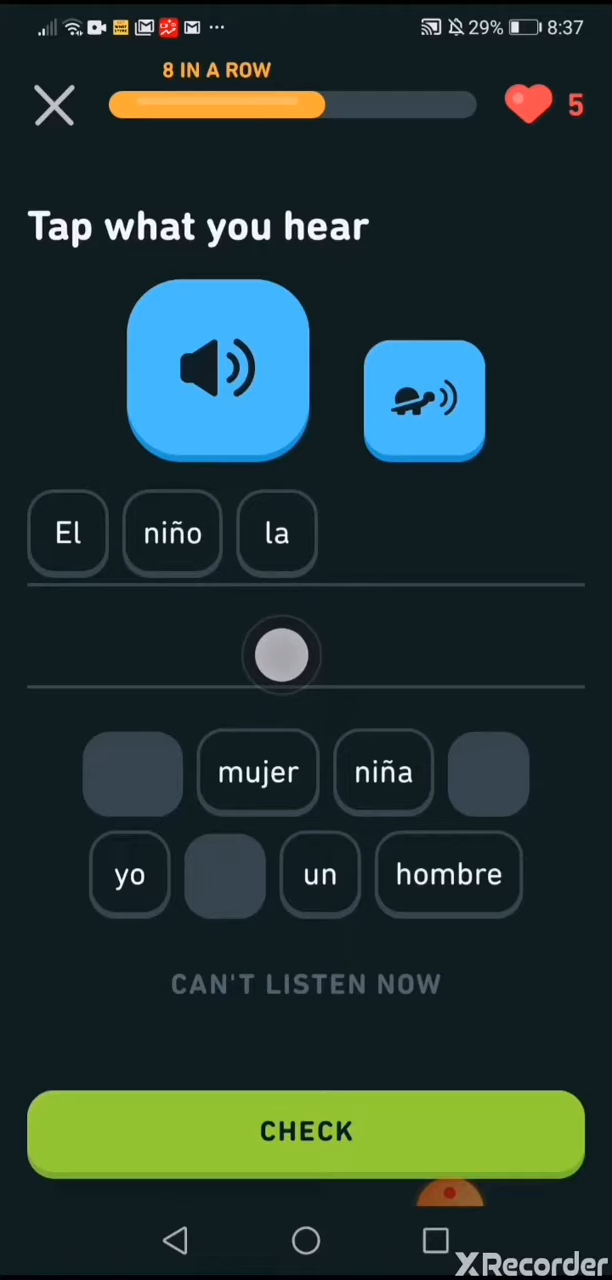 29% 8:37
8 IN A ROW
5
Tap what you hear
El niño la
mujer niña
yo un hombre
CAN'T LISTEN NOW
CHECK
XRecorder